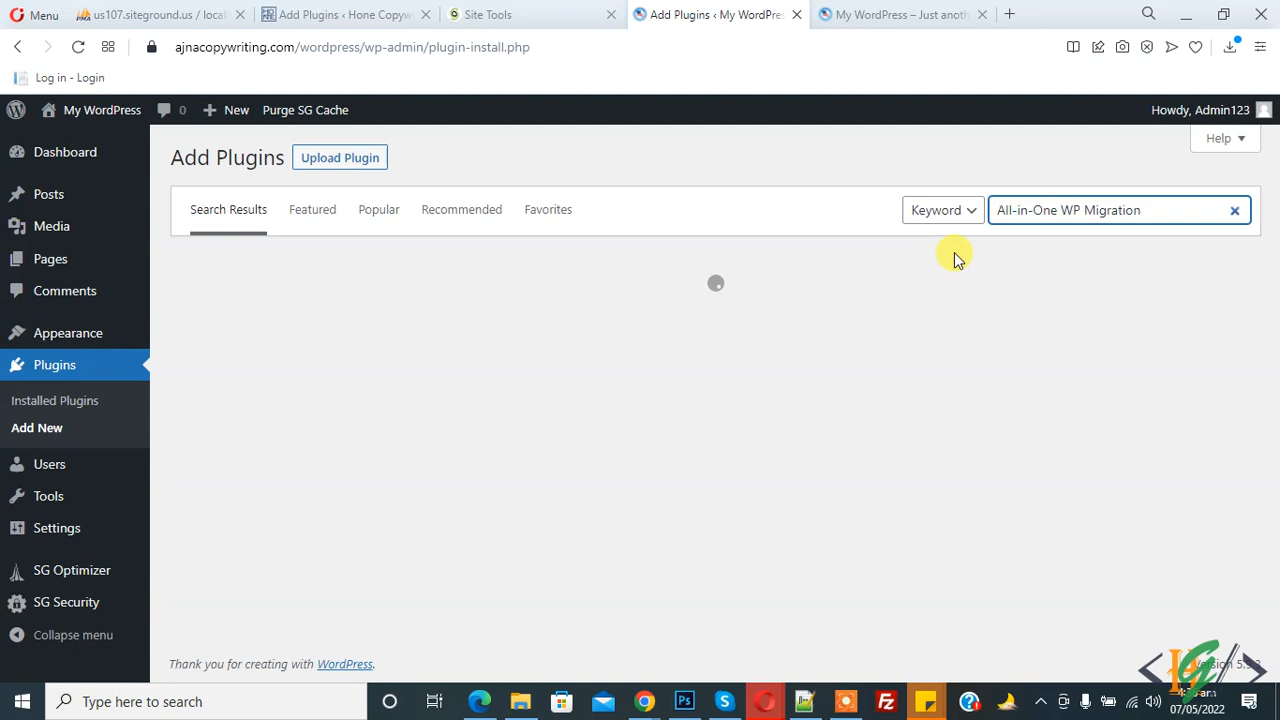 us107.siteground.us / local
Add Plugins ‹ Hone Copyw
Site Tools
Add Plugins ‹ My WordPres
My WordPress – Just anoth
Menu
ajnacopywriting.com/wordpress/wp-admin/plugin-install.php
Log in - Login
My WordPress
0
New
Purge SG Cache
Howdy, Admin123
Help
Dashboard
Posts
Media
Pages
Comments
Appearance
Plugins
Installed Plugins
Add New
Users
Tools
Settings
SG Optimizer
SG Security
Collapse menu
Add Plugins
Upload Plugin
Search Results
Featured
Popular
Recommended
Favorites
Keyword
All-in-One WP Migration
Thank you for creating with WordPress.
Type here to search
07/05/2022